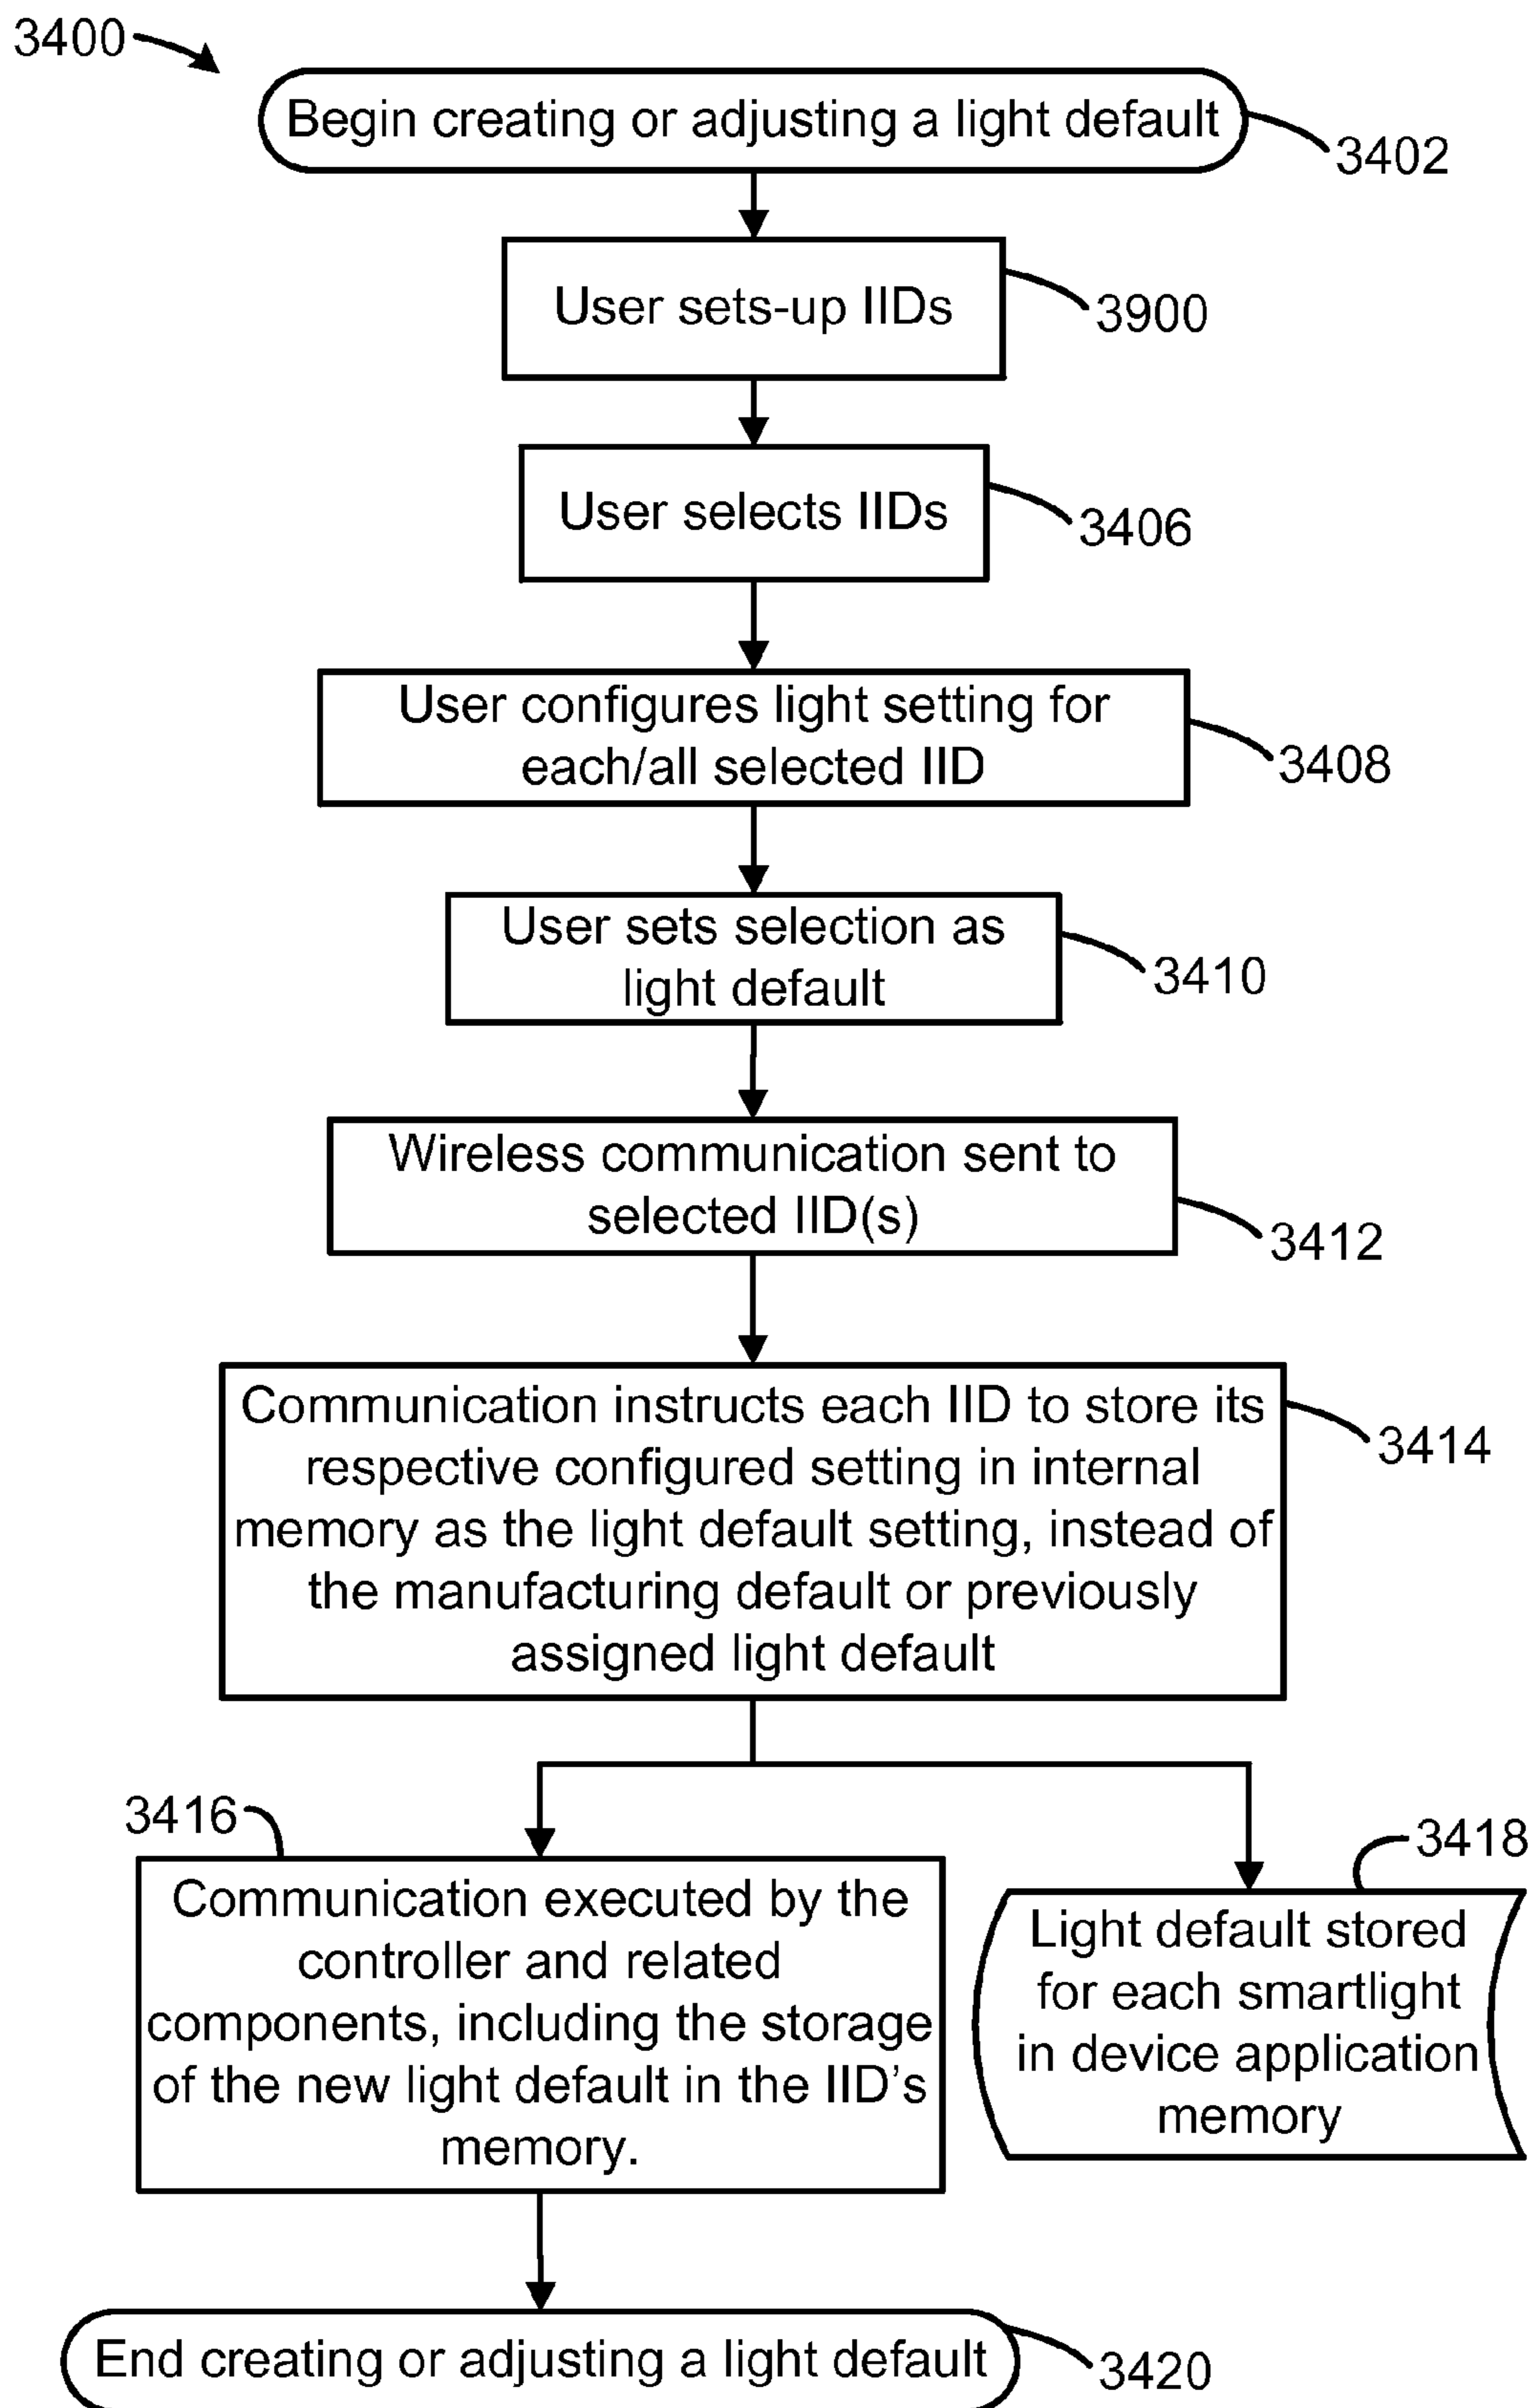 3400
Begin creating or adjusting a light default
3402
User sets-up IIDs
3900
User selects IIDs
3406
User configures light setting for
each/all selected IID
3408
User sets selection as
light default
3410
Wireless communication sent to
selected IID(s)
3412
Communication instructs each IID to store its
respective configured setting in internal
memory as the light default setting, instead of
the manufacturing default or previously
assigned light default
3414
3416
Communication executed by the
controller and related
components, including the storage
of the new light default in the IID's
memory.
3418
Light default stored
for each smartlight
in device application
memory
End creating or adjusting a light default
3420